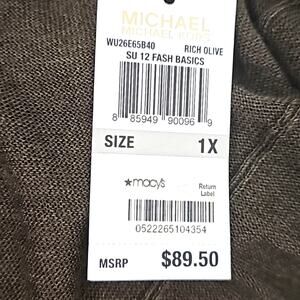 MICHAEL
MICHAEL KORS
WU26E65B40 RICH OLIVE
SU 12 FASH BASICS
8 85949 90096 9
SIZE 1X
★macy's
Return
Label
0522265104354
MSRP $89.50